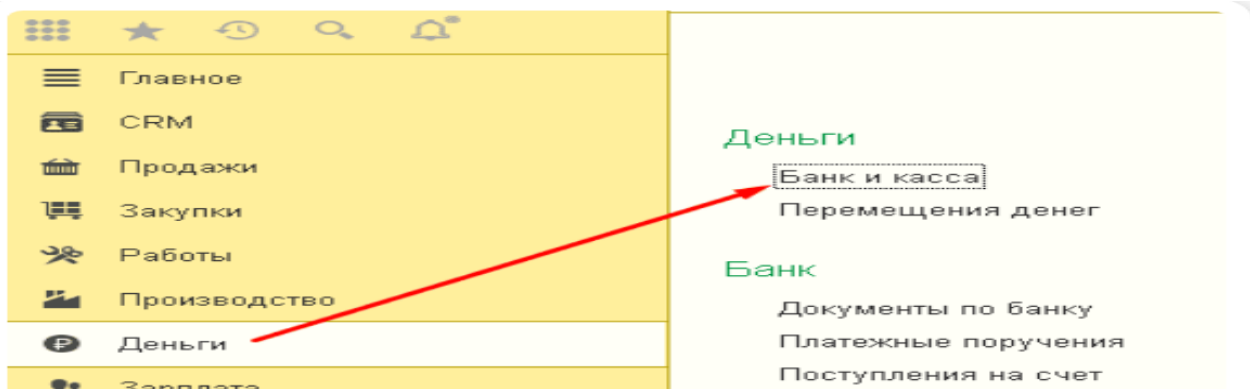 Главное
CRM
Продажи
Закупки
Работы
Производство
Деньги
Зарплата
Деньги
Банк и касса
Перемещения денег
Банк
Документы по банку
Платежные поручения
Поступления на счет